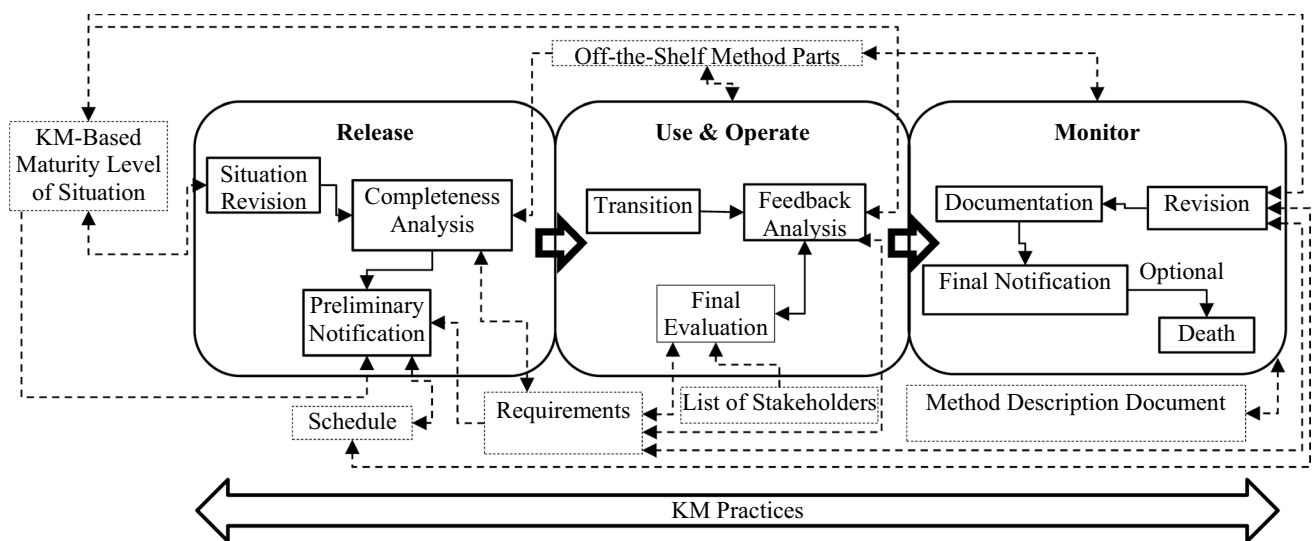 Off-the-Shelf Method Parts
KM-Based
Maturity Level
of Situation
Release
Situation
Revision
Completeness
Analysis
Preliminary
Notification
Use & Operate
Transition
Feedback
Analysis
Final
Evaluation
Monitor
Documentation
Revision
Final Notification
Optional
Death
Schedule
Requirements
List of Stakeholders
Method Description Document
KM Practices